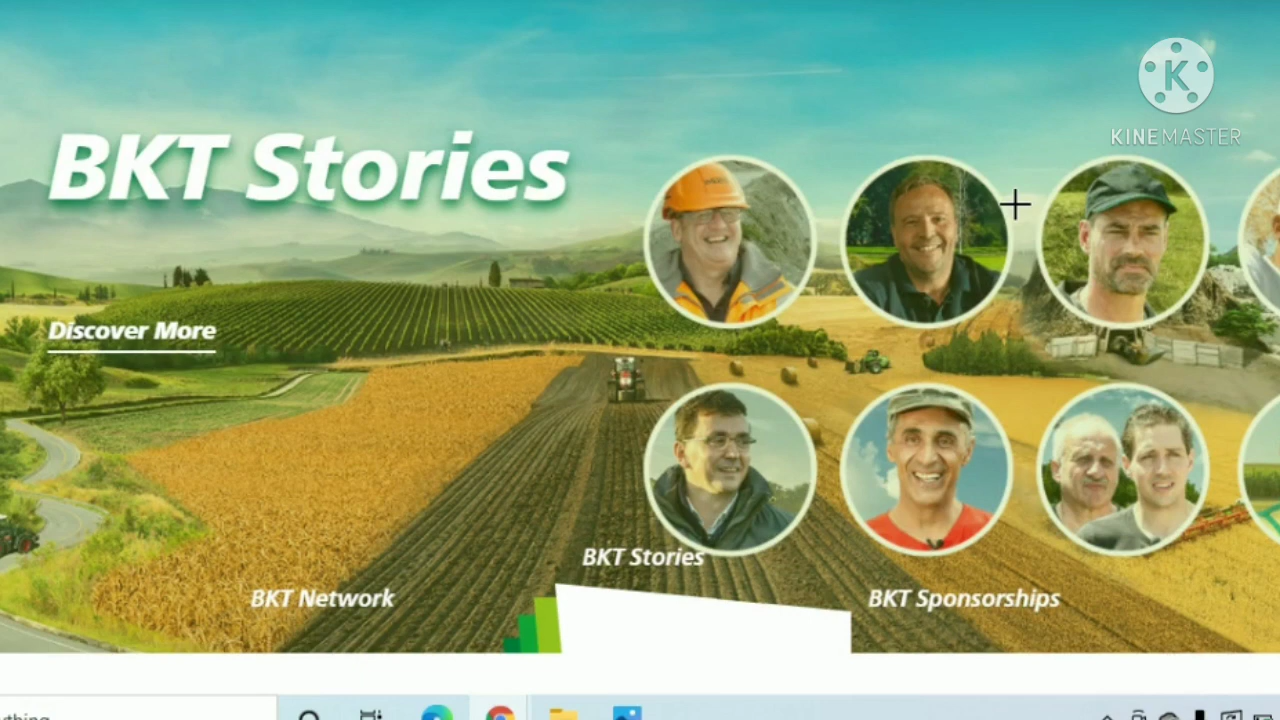 KINEMASTER
BKT Stories
Discover More
BKT Stories
BKT Network
BKT Sponsorships